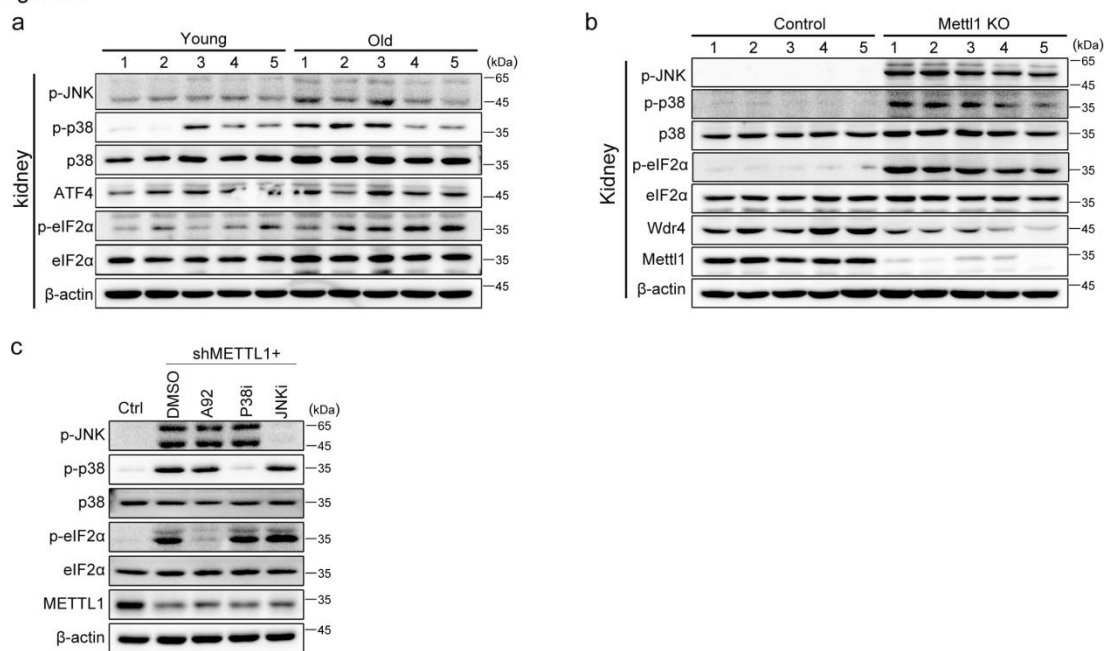 a
Young Old
1 2 3 4 5 1 2 3 4 5 (kDa)
kidney
p-JNK 65 45
p-p38 35
p38 35
ATF4 45
p-eIF2α 35
eIF2α 35
β-actin 45
b
Control Mettl1 KO
1 2 3 4 5 1 2 3 4 5 (kDa)
Kidney
p-JNK 65 45
p-p38 35
p38 35
p-eIF2α 35
eIF2α 35
Wdr4 45
Mettl1 35
β-actin 45
c
shMETTL1+
Ctrl DMSO A92 P38i JNKi (kDa)
p-JNK 65 45
p-p38 35
p38 35
p-eIF2α 35
eIF2α 35
METTL1 35
β-actin 45